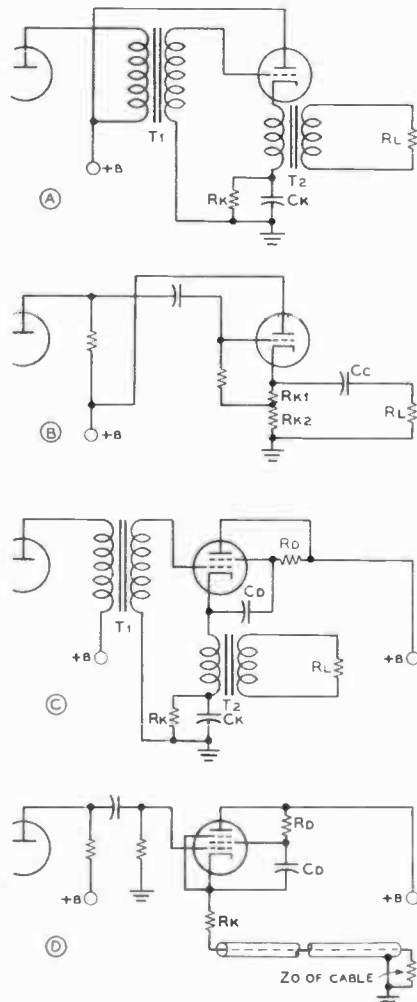 T1
+B
T2
RL
RK
CK
A
B
+B
RK1
RK2
CC
RL
T1
+B
RD
CD
T2
RL
+B
RK
CK
C
+B
RD
CD
+B
RK
D
ZO OF CABLE